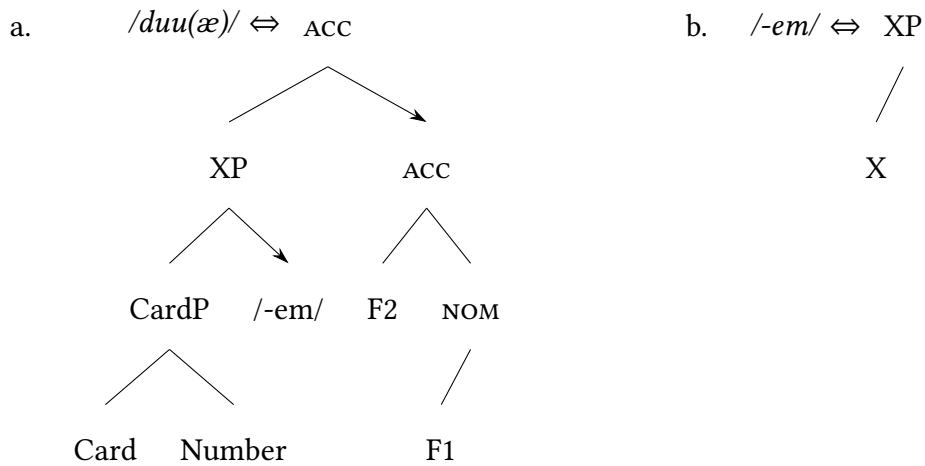 a. /duu(æ)/ ⇔ ACC b. /-em/ ⇔ XP
XP ACC X
CardP /-em/ F2 NOM
Card Number F1